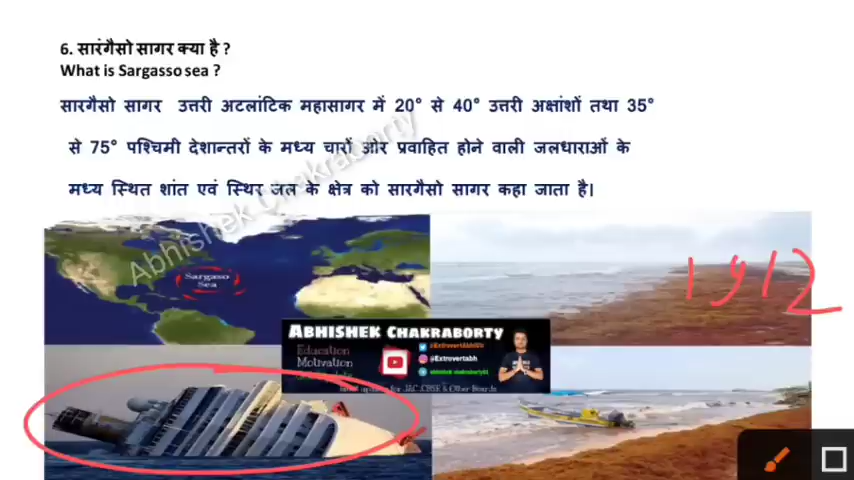 6. सारंगैसो सागर क्या है ?
What is Sargasso sea ?
सारगैसो सागर उत्तरी अटलांटिक महासागर में 20° से 40° उत्तरी अक्षांशों तथा 35°
से 75° पश्चिमी देशान्तरों के मध्य चारों और प्रवाहित होने वाली जलधाराओं के
मध्य स्थित शांत एवं स्थिर जल के क्षेत्र को सारगैसो सागर कहा जाता है।
Abhishek Chakraborty
Sargaso
Sea
1912
ABHISHEK CHAKRABORTY
Education
Motivation
@Extrovertabh